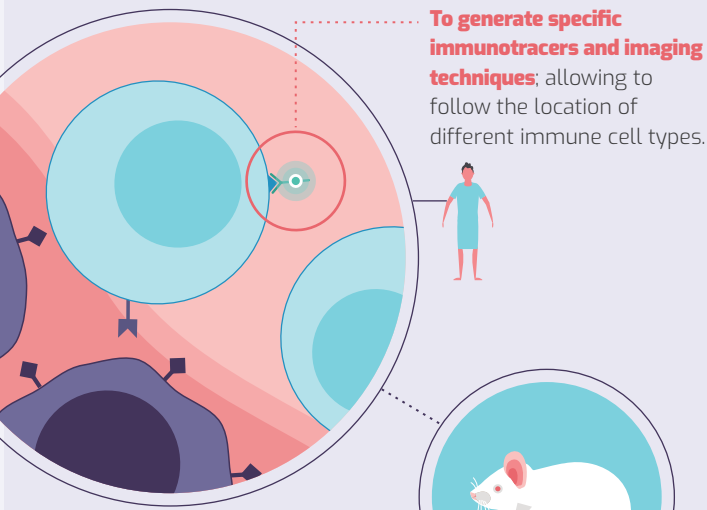 To generate specific
immunotracers and imaging
techniques; allowing to
follow the location of
different immune cell types.